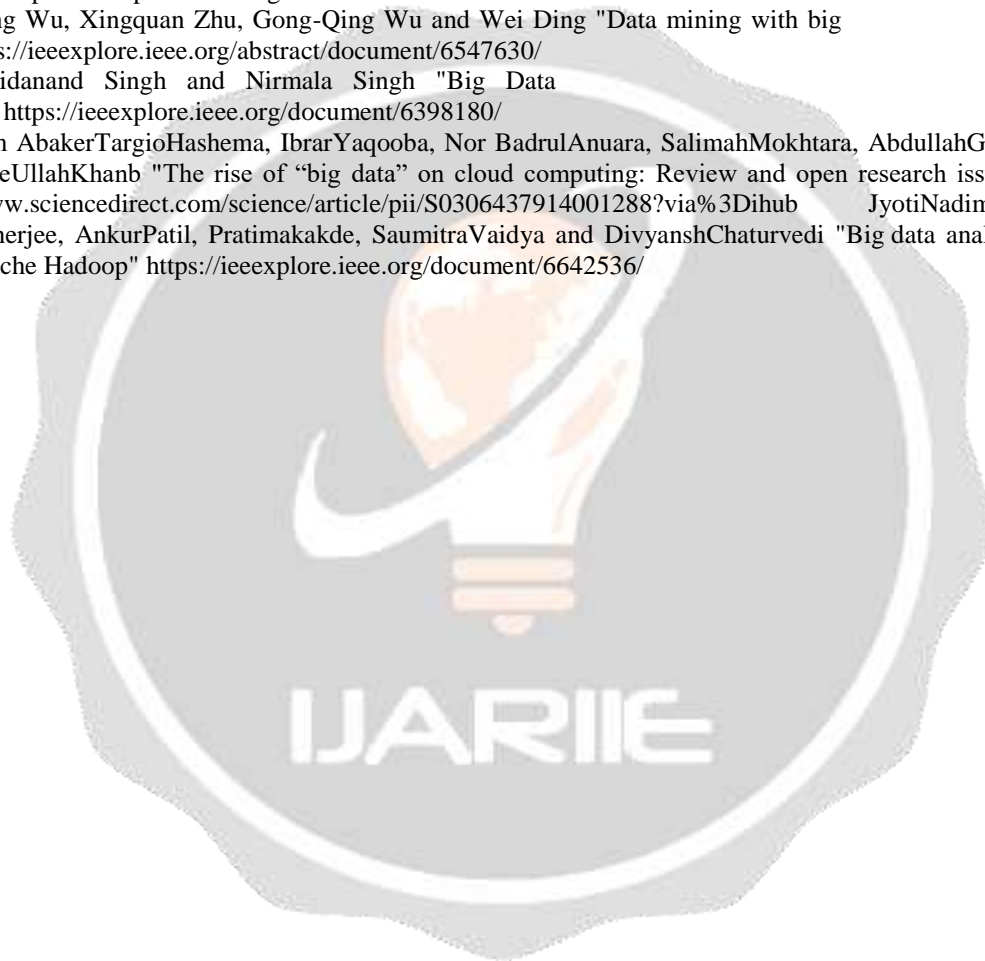 ng Wu, Xingquan Zhu, Gong-Qing Wu and Wei Ding "Data mining with big
s://ieeexplore.ieee.org/abstract/document/6547630/
idanand Singh and Nirmala Singh "Big Data
https://ieeexplore.ieee.org/document/6398180/
AbakerTargioHashema, IbrarYaqooba, Nor BadrulAnuara, SalimahMokhtara, AbdullahG
eUllahKhanb "The rise of “big data” on cloud computing: Review and open research iss
w.sciencedirect.com/science/article/pii/S0306437914001288?via%3Dihub JyotiNadim
nerjee, AnkurPatil, Pratimakakde, SaumitraVaidya and DivyanshChaturvedi "Big data anal
che Hadoop" https://ieeexplore.ieee.org/document/6642536/
IJARIIE